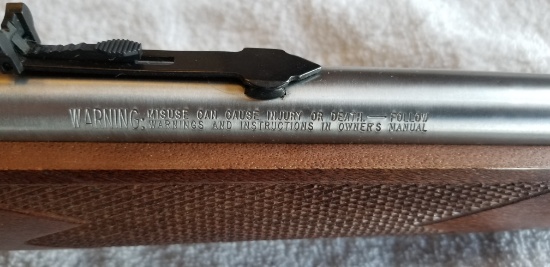 WARNING, MISUSE CAN CAUSE INJURY OR DEATH — FOLLOW
WARNINGS AND INSTRUCTIONS IN OWNER'S MANUAL